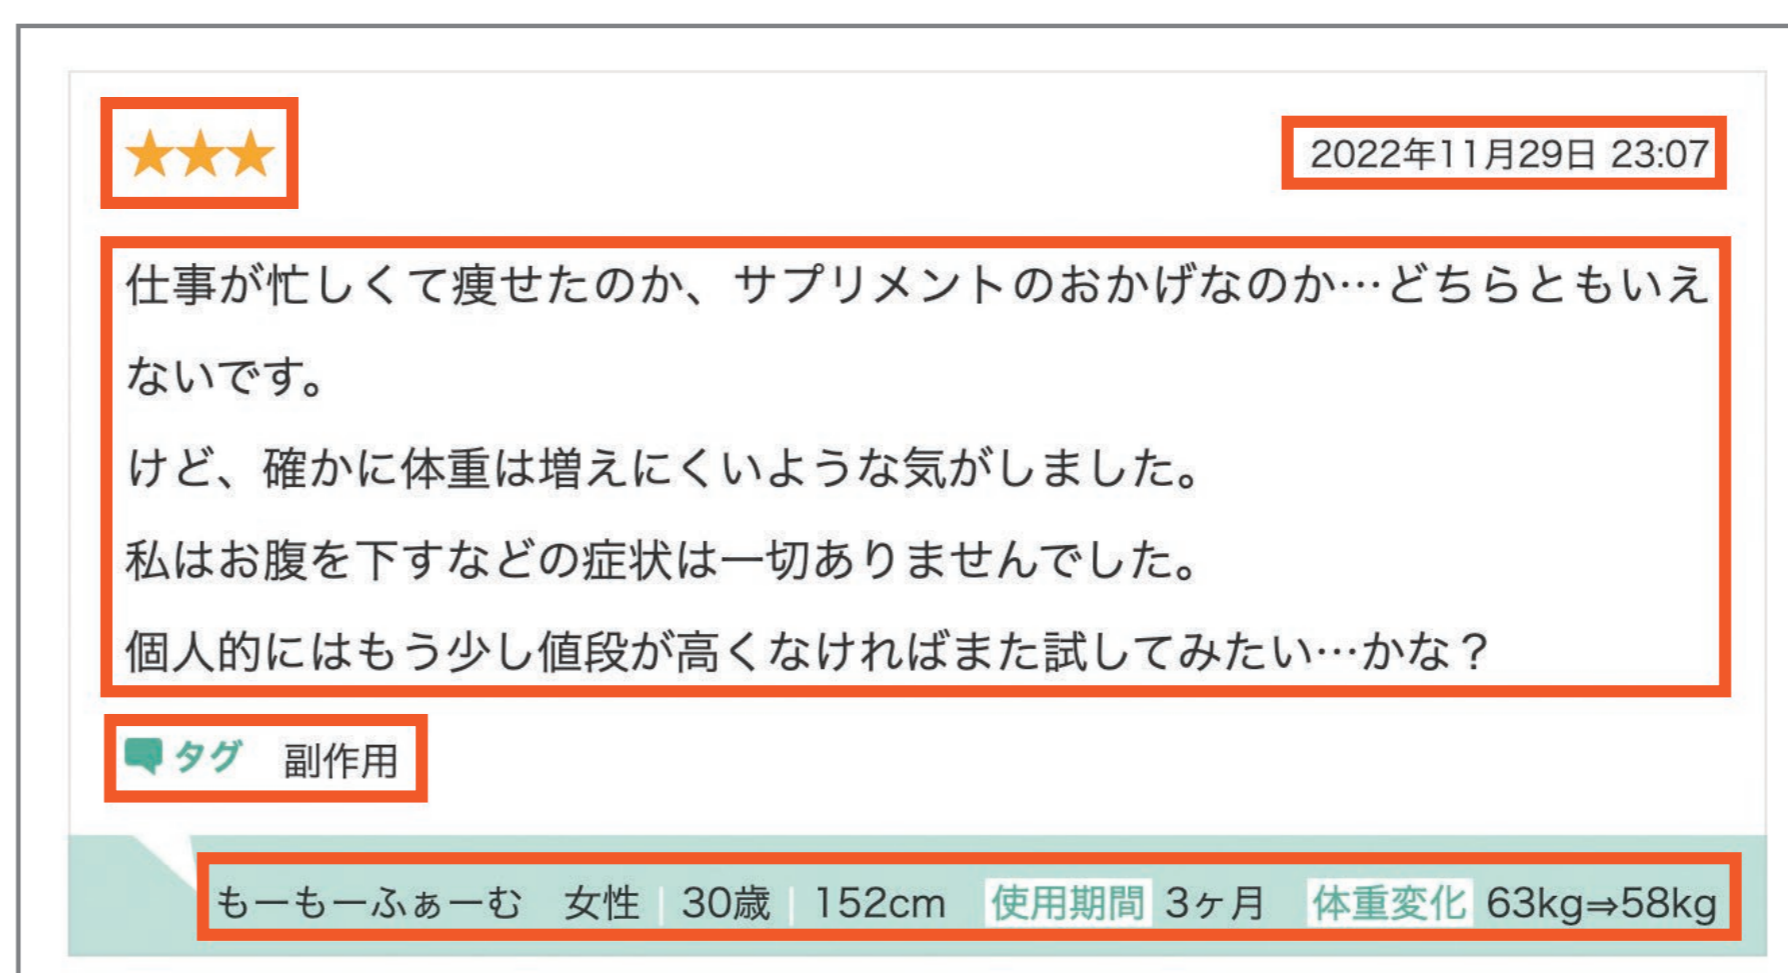 ★★★
2022年11月29日 23:07
仕事が忙しくて痩せたのか、サプリメントのおかげなのか…どちらともいえ
ないです。
けど、確かに体重は増えにくいような気がしました。
私はお腹を下すなどの症状は一切ありませんでした。
個人的にはもう少し値段が高くなければまた試してみたい…かな？
タグ 副作用
もーもーふぁーむ 女性 30歳 152cm 使用期間 3ヶ月 体重変化 63kg⇒58kg